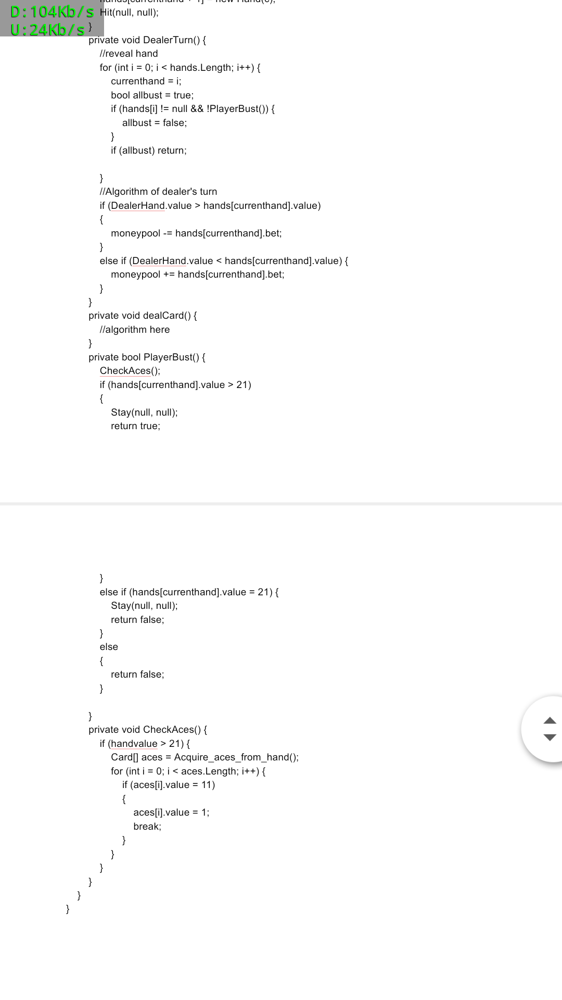 D:104Kb/s
U:24Kb/s
hands[currenthand + 1] = new Hand(c);
Hit(null, null);
}
private void DealerTurn() {
//reveal hand
for (int i = 0; i < hands.Length; i++) {
currenthand = i;
bool allbust = true;
if (hands[i] != null && !PlayerBust()) {
allbust = false;
}
if (allbust) return;
}
//Algorithm of dealer's turn
if (DealerHand.value > hands[currenthand].value)
{
moneypool -= hands[currenthand].bet;
}
else if (DealerHand.value < hands[currenthand].value) {
moneypool += hands[currenthand].bet;
}
}
private void dealCard() {
//algorithm here
}
private bool PlayerBust() {
CheckAces();
if (hands[currenthand].value > 21)
{
Stay(null, null);
return true;
}
else if (hands[currenthand].value = 21) {
Stay(null, null);
return false;
}
else
{
return false;
}
}
private void CheckAces() {
if (handvalue > 21) {
Card[] aces = Acquire_aces_from_hand();
for (int i = 0; i < aces.Length; i++) {
if (aces[i].value = 11)
{
aces[i].value = 1;
break;
}
}
}
}
}
}